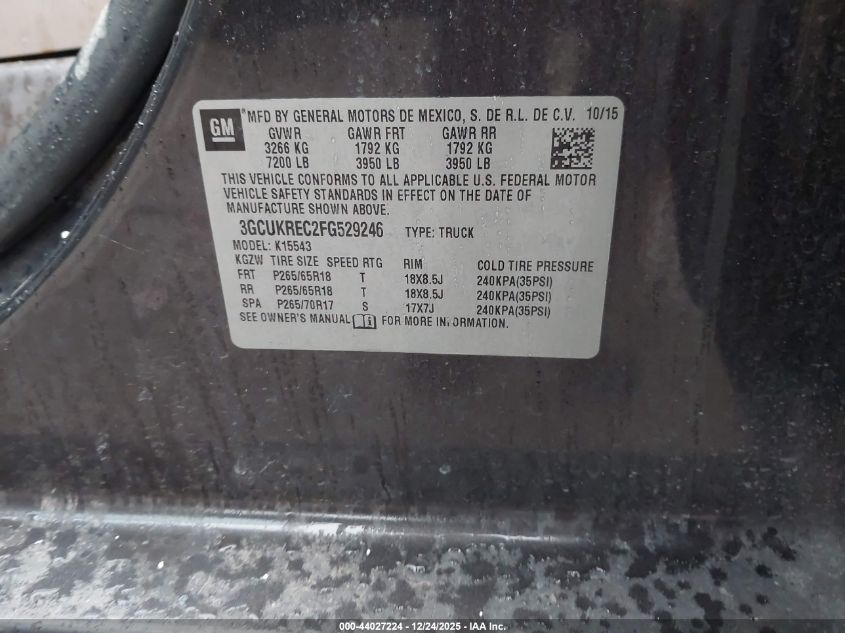 GM ® MFD BY GENERAL MOTORS DE MEXICO, S. DE R.L. DE C.V. 10/15
GVWR GAWR FRT GAWR RR
3266 KG 1792 KG 1792 KG
7200 LB 3950 LB 3950 LB
THIS VEHICLE CONFORMS TO ALL APPLICABLE U.S. FEDERAL MOTOR
VEHICLE SAFETY STANDARDS IN EFFECT ON THE DATE OF
MANUFACTURE SHOWN ABOVE.
3GCUKREC2FG529246 TYPE: TRUCK
MODEL: K15543
KGZW TIRE SIZE SPEED RTG RIM COLD TIRE PRESSURE
FRT P265/65R18 T 18X8.5J 240KPA(35PSI)
RR P265/65R18 T 18X8.5J 240KPA(35PSI)
SPA P265/70R17 S 17X7J 240KPA(35PSI)
SEE OWNER'S MANUAL FOR MORE INFORMATION.
000-44027224 - 12/24/2025 - IAA Inc.